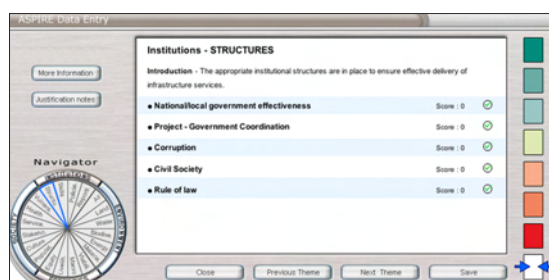 ASPIRE Data Entry
More Information
Justification notes
Navigator
Institutions - STRUCTURES
Introduction - The appropriate institutional structures are in place to ensure effective delivery of
infrastructure services.
• National/local government effectiveness Score : 0
• Project - Government Coordination Score : 0
• Corruption Score : 0
• Civil Society Score : 0
• Rule of law Score : 0
INSTITUTIONS
SOCIETY
Close
Previous Theme
Next Theme
Save